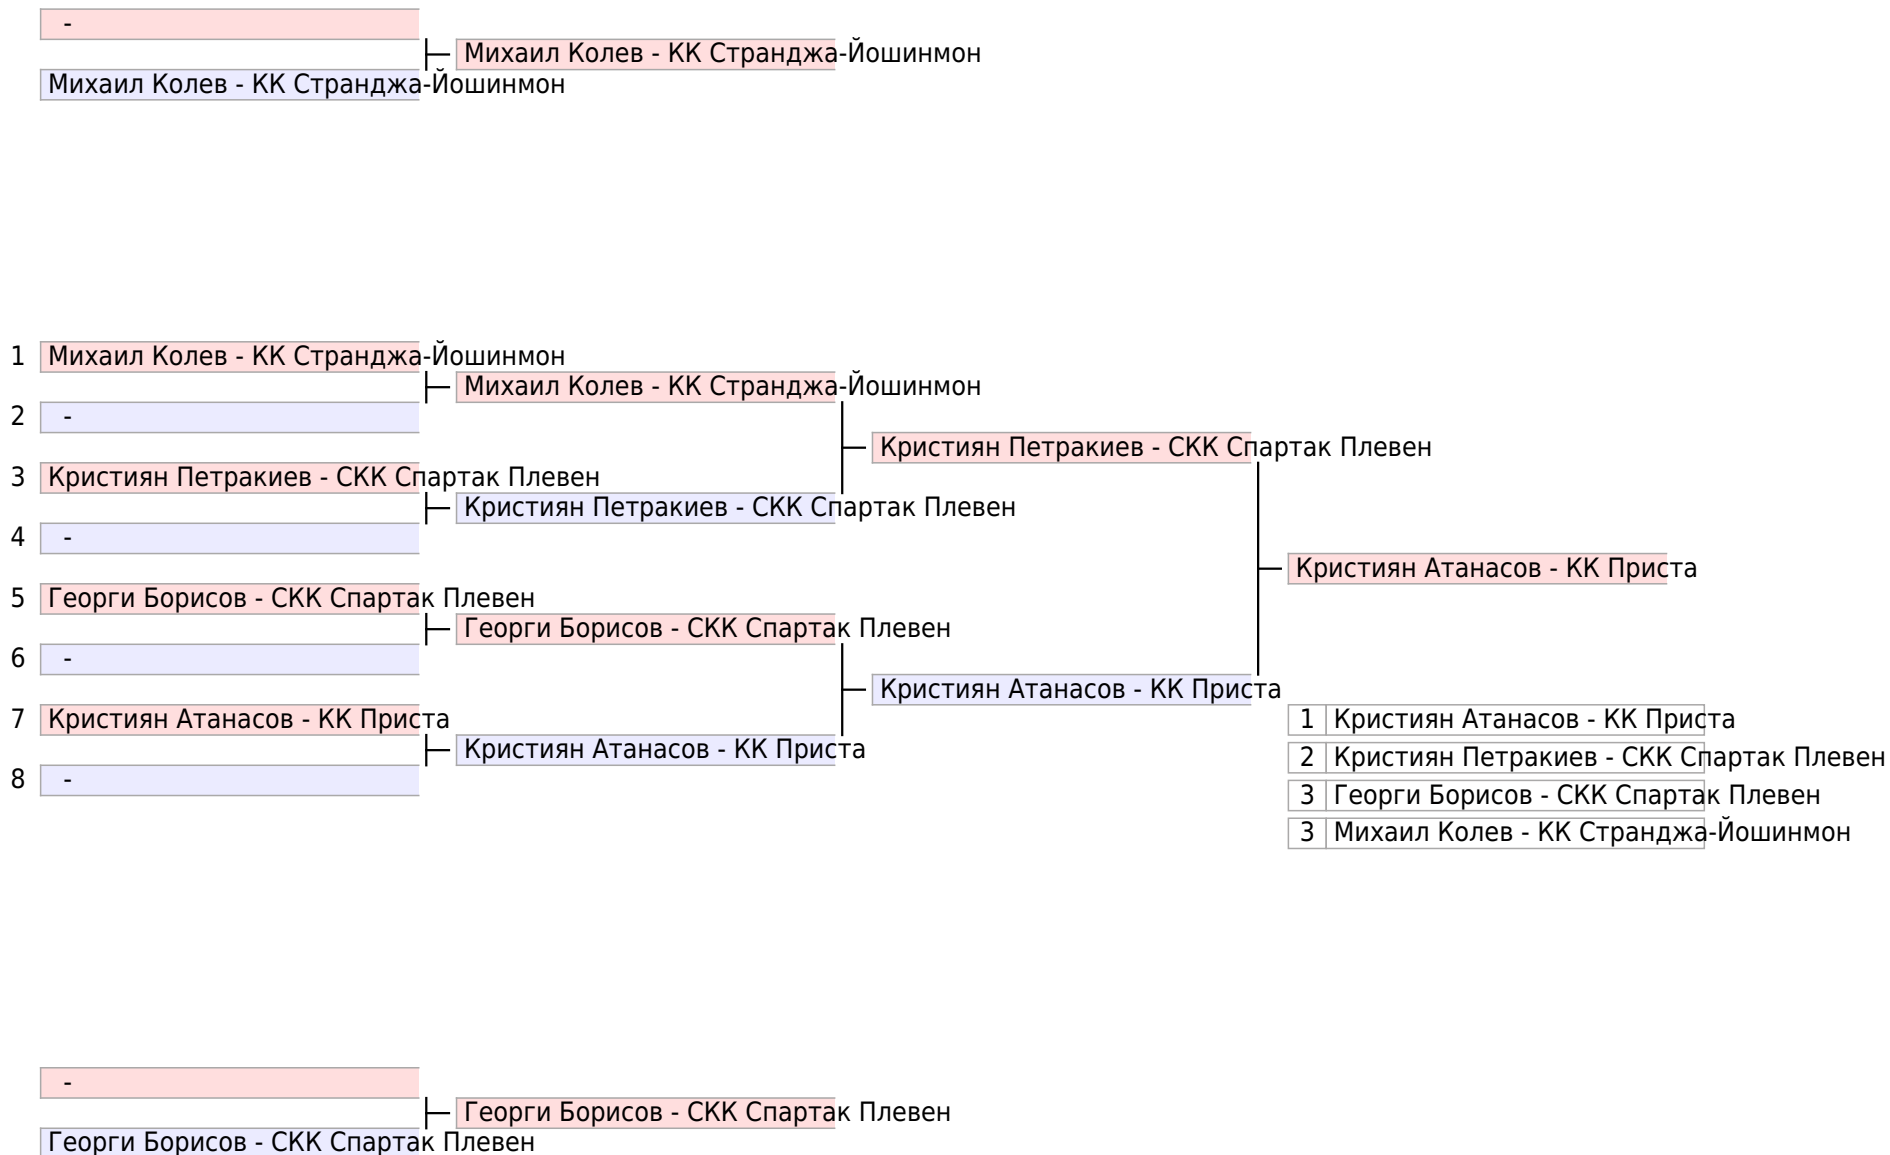 -
Михаил Колев - КК Странджа-Йошинмон
Михаил Колев - КК Странджа-Йошинмон
1 Михаил Колев - КК Странджа-Йошинмон
Михаил Колев - КК Странджа-Йошинмон
2 -
Кристиян Петракиев - СКК Спартак Плевен
3 Кристиян Петракиев - СКК Спартак Плевен
Кристиян Петракиев - СКК Спартак Плевен
4 -
Кристиян Атанасов - КК Приста
5 Георги Борисов - СКК Спартак Плевен
Георги Борисов - СКК Спартак Плевен
6 -
Кристиян Атанасов - КК Приста
7 Кристиян Атанасов - КК Приста
Кристиян Атанасов - КК Приста
8 -
1 Кристиян Атанасов - КК Приста
2 Кристиян Петракиев - СКК Спартак Плевен
3 Георги Борисов - СКК Спартак Плевен
3 Михаил Колев - КК Странджа-Йошинмон
-
Георги Борисов - СКК Спартак Плевен
Георги Борисов - СКК Спартак Плевен